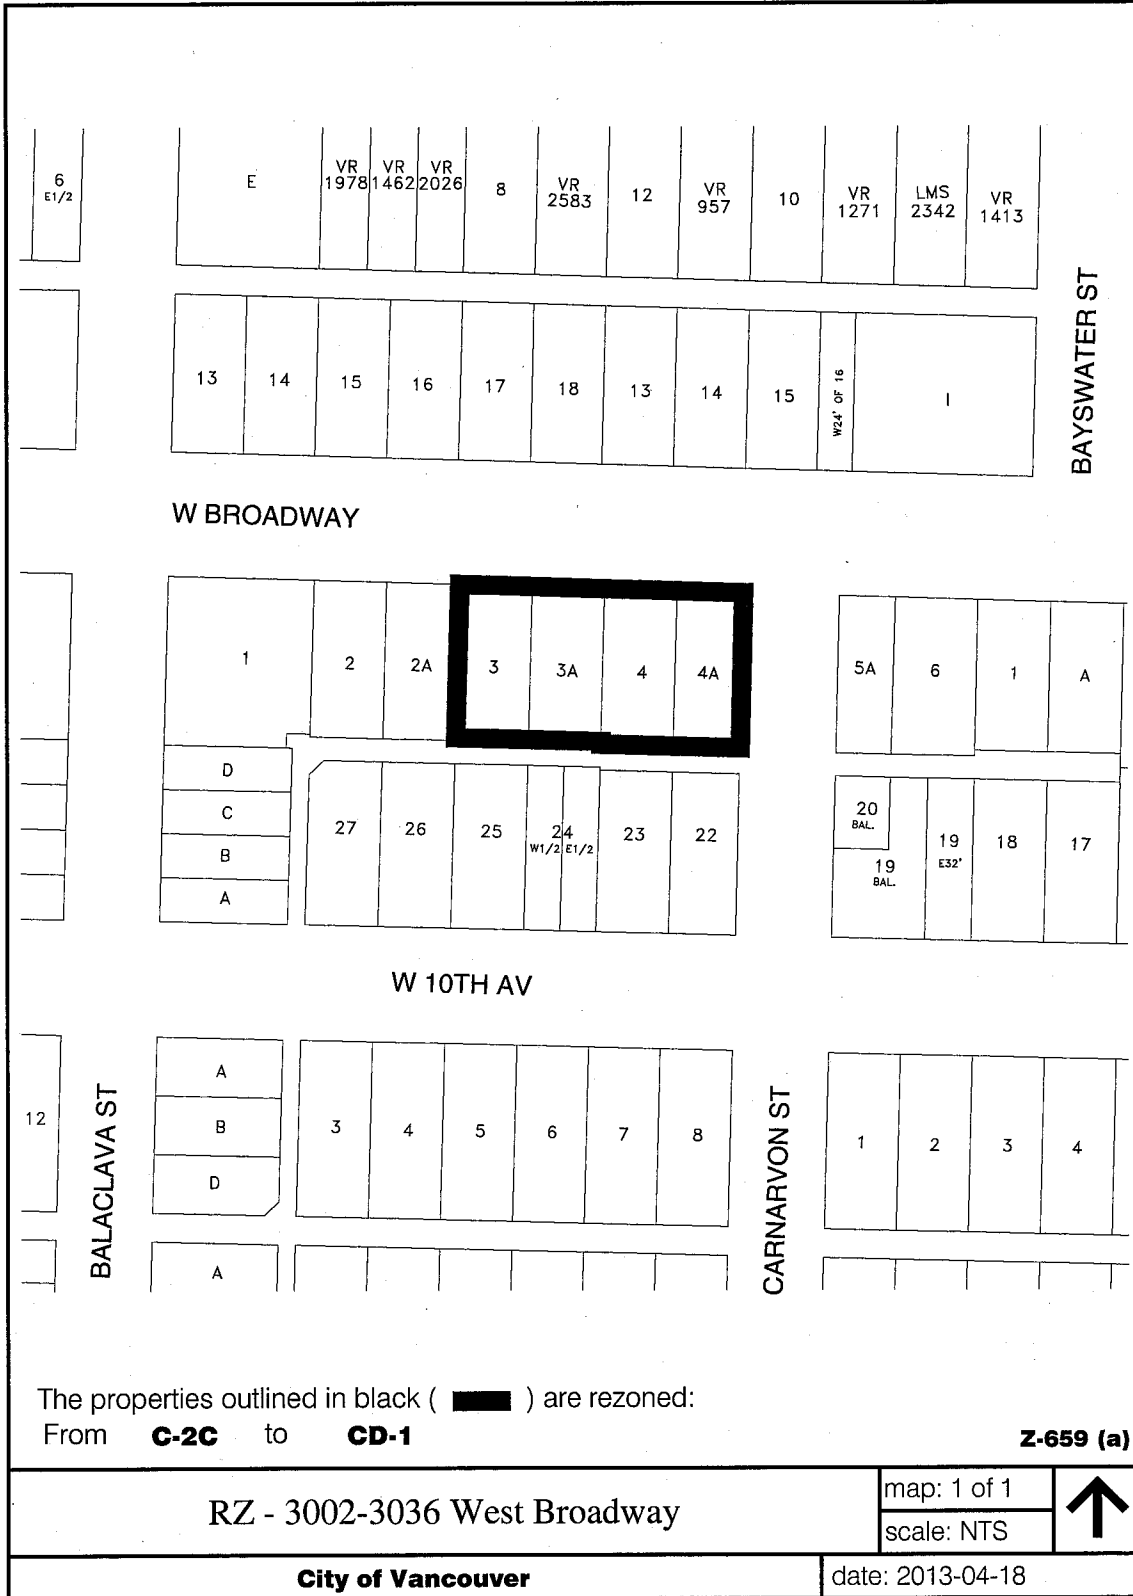 6
E1/2
E
VR
1978
VR
1462
VR
2026
8
VR
2583
12
VR
957
10
VR
1271
LMS
2342
VR
1413
BAYSWATER ST
13
14
15
16
17
18
13
14
15
W24' OF 16
I
W BROADWAY
1
2
2A
3
3A
4
4A
5A
6
1
A
D
C
B
A
27
26
25
24
W1/2 E1/2
23
22
20
BAL.
19
BAL.
19
E32'
18
17
W 10TH AV
12
BALACLAVA ST
A
B
D
A
3
4
5
6
7
8
CARNARVON ST
1
2
3
4
The properties outlined in black ( ) are rezoned:
From C-2C to CD-1
Z-659 (a)
RZ - 3002-3036 West Broadway
map: 1 of 1
scale: NTS
City of Vancouver
date: 2013-04-18